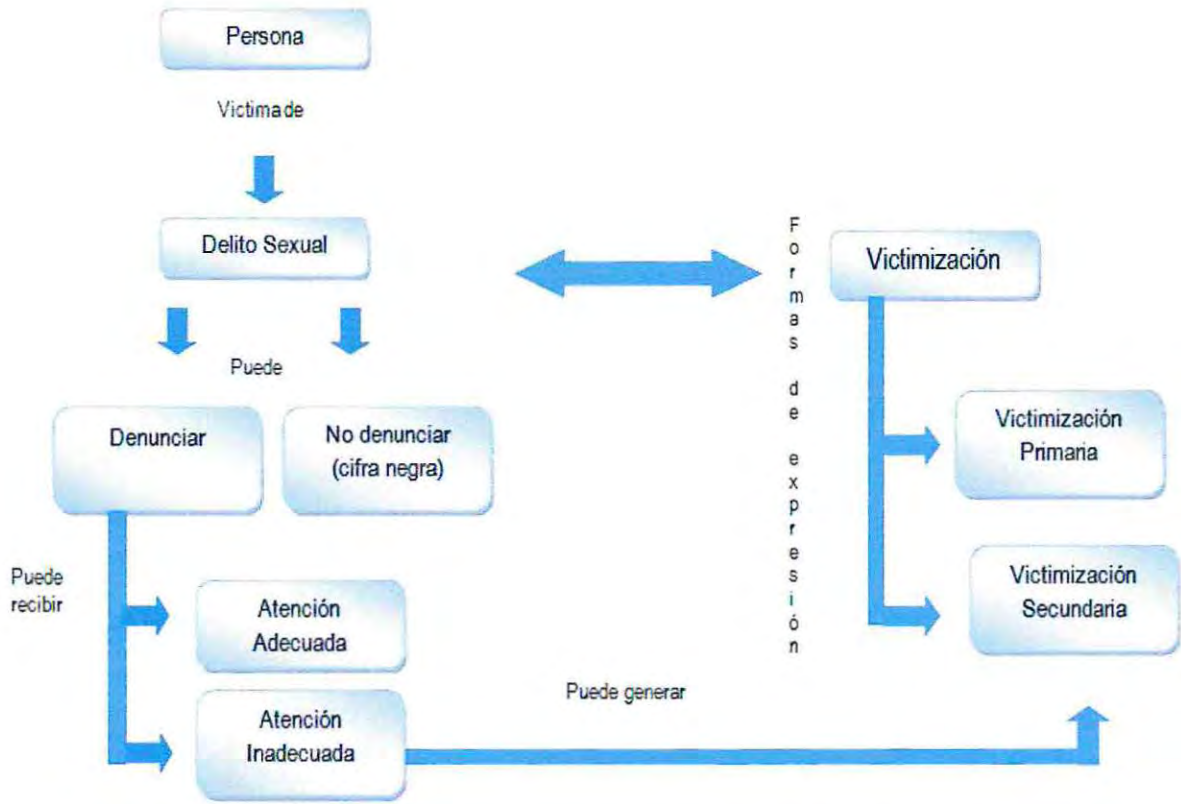 Persona
Victima de
Delito Sexual
Puede
Denunciar
No denunciar
(cifra negra)
Puede
recibir
Atención
Adecuada
Atención
Inadecuada
Puede generar
Formas de expresión
Victimización
Victimización
Primaria
Victimización
Secundaria